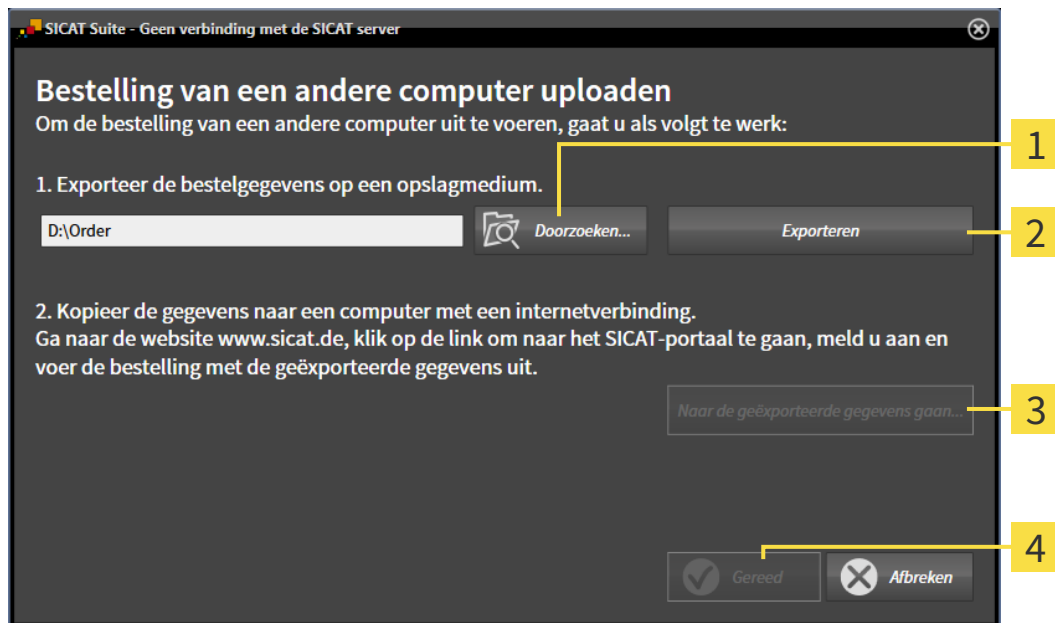 SICAT Suite - Geen verbinding met de SICAT server
Bestelling van een andere computer uploaden
Om de bestelling van een andere computer uit te voeren, gaat u als volgt te werk:
1
1. Exporteer de bestelgegevens op een opslagmedium.
D:\Order
Doorzoeken...
Exporteren
2
2. Kopieer de gegevens naar een computer met een internetverbinding.
Ga naar de website www.sicat.de, klik op de link om naar het SICAT-portaal te gaan, meld u aan en
voer de bestelling met de geëxporteerde gegevens uit.
Naar de geëxporteerde gegevens gaan...
3
4
Gereed
Afbreken